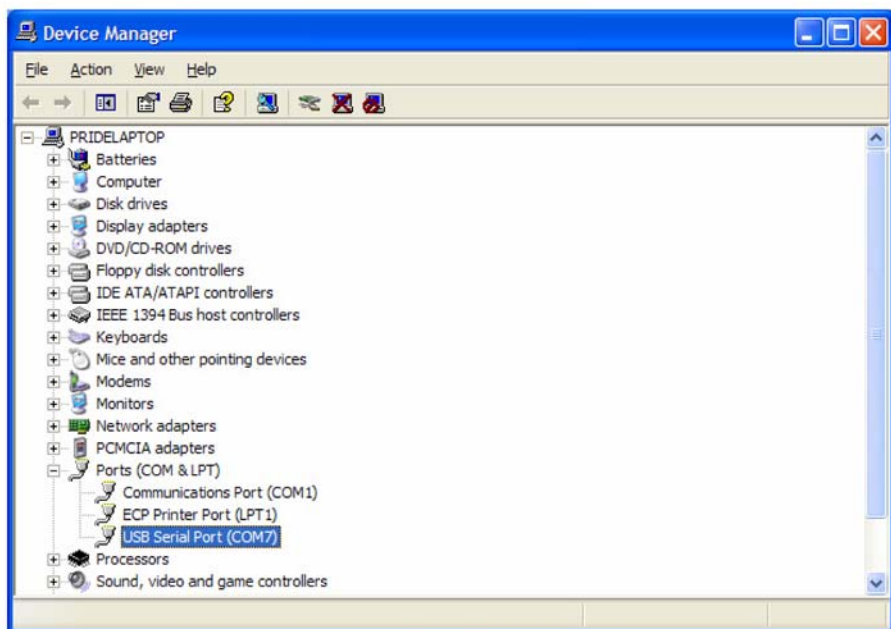 Device Manager
File Action View Help
PRIDELAPTOP
Batteries
Computer
Disk drives
Display adapters
DVD/CD-ROM drives
Floppy disk controllers
IDE ATA/ATAPI controllers
IEEE 1394 Bus host controllers
Keyboards
Mice and other pointing devices
Modems
Monitors
Network adapters
PCMCIA adapters
Ports (COM & LPT)
Communications Port (COM1)
ECP Printer Port (LPT1)
USB Serial Port (COM7)
Processors
Sound, video and game controllers